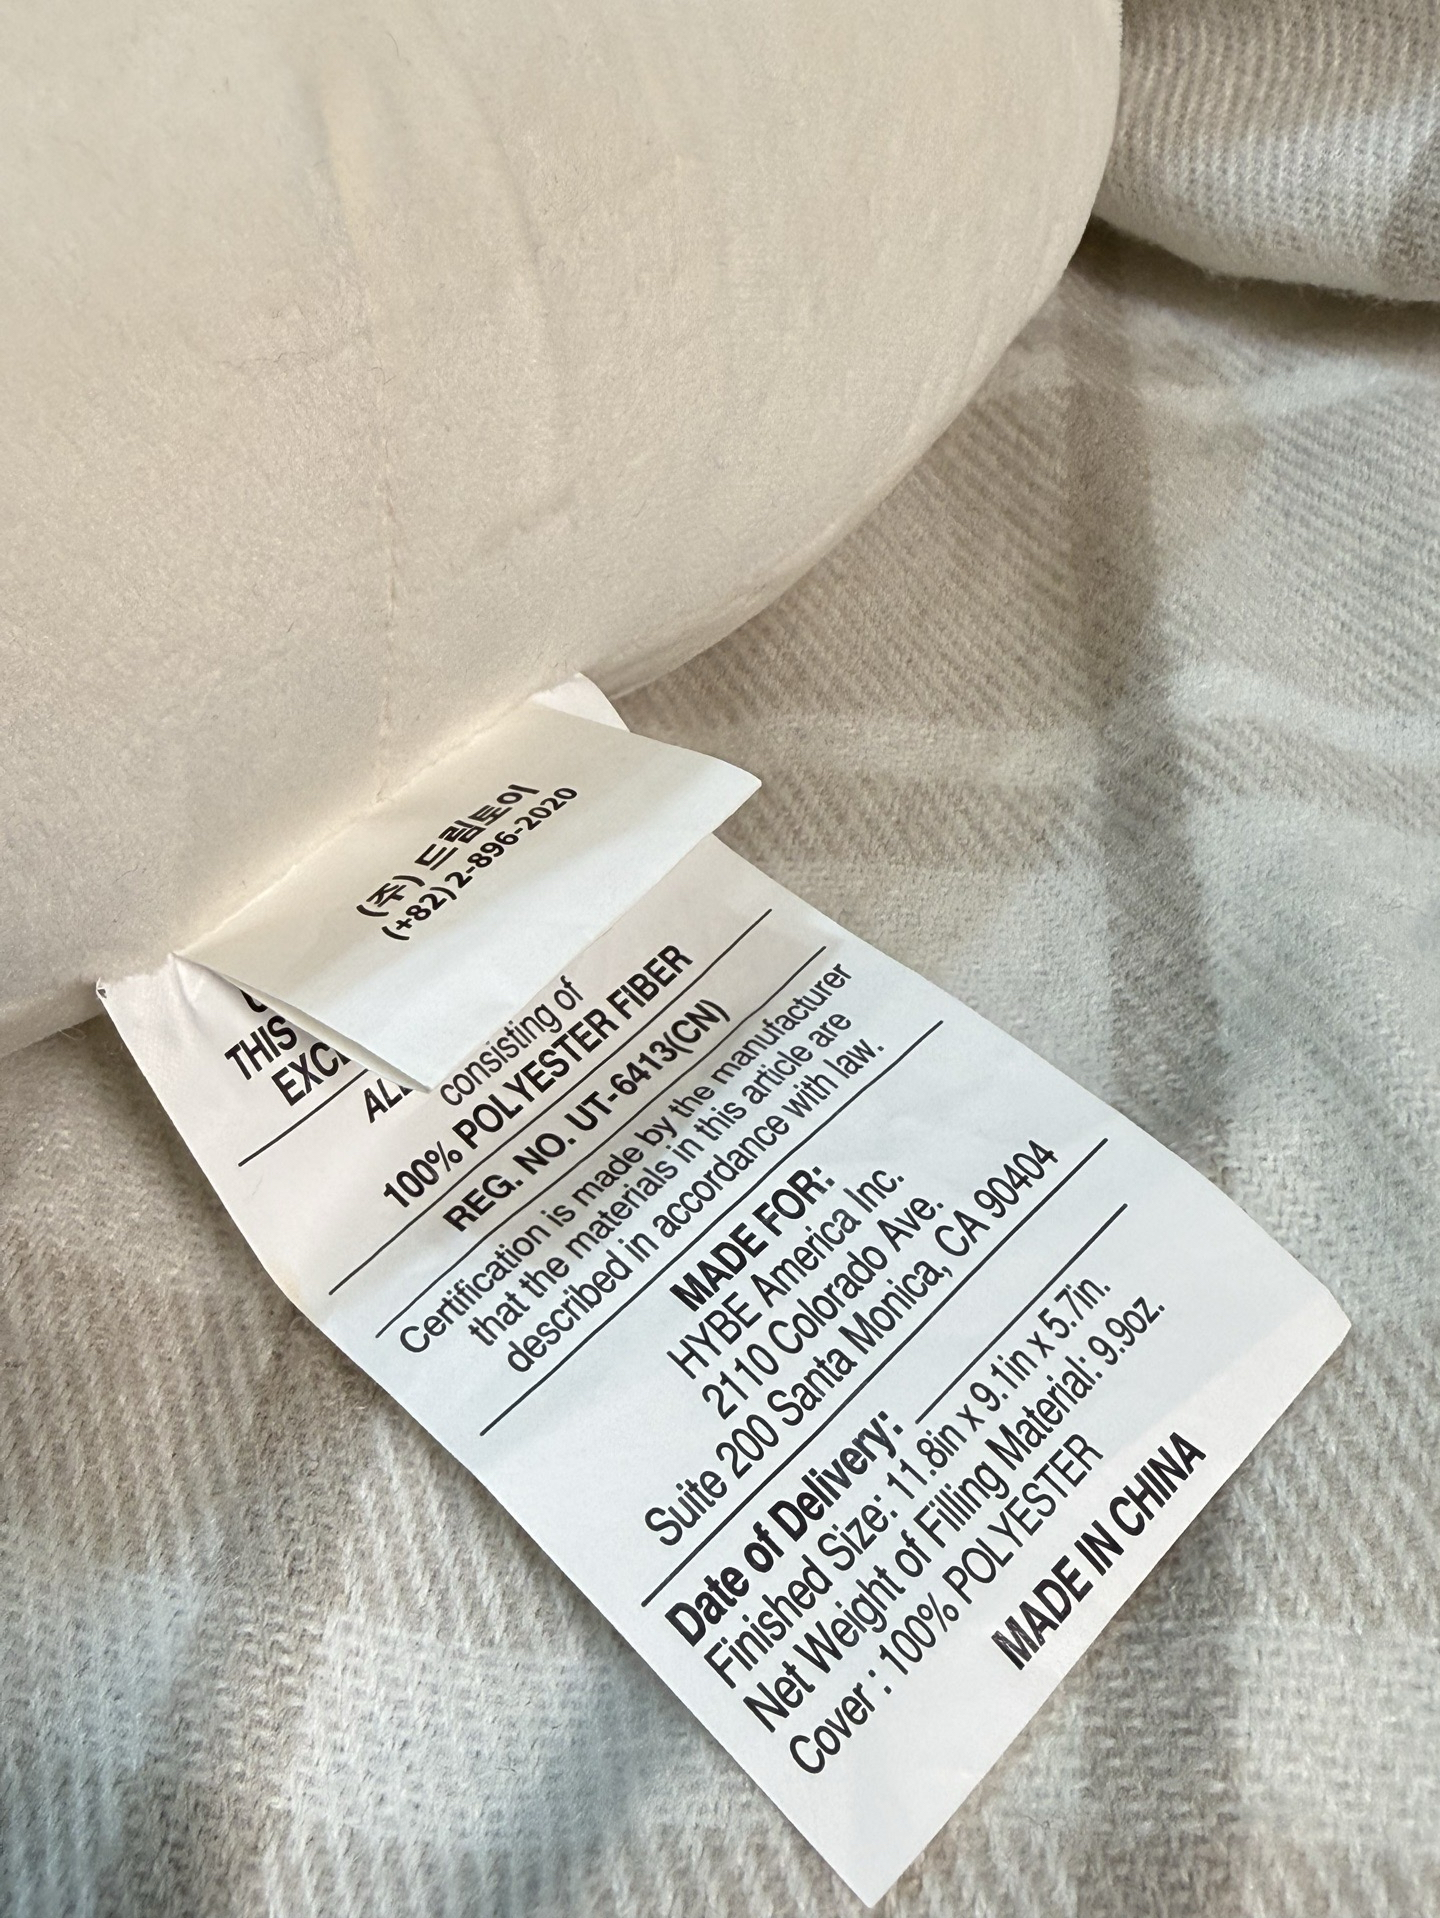 (주) 드림토이
(+82) 2-896-2020
THIS
consisting of
100% POLYESTER FIBER
REG. NO. UT-6413(CN)
Certification is made by the manufacturer
that the materials in this article are
described in accordance with law.
MADE FOR:
HYBE America Inc.
2110 Colorado Ave.
Suite 200 Santa Monica, CA 90404
Date of Delivery:
Finished Size: 11.8in x 9.1in x 5.7in.
Net Weight of Filling Material: 9.9oz.
Cover : 100% POLYESTER
MADE IN CHINA